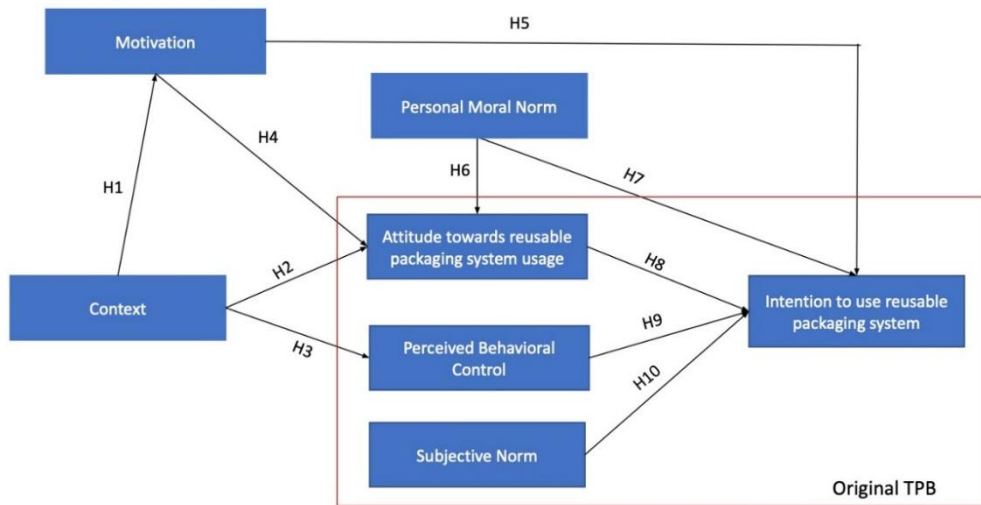 H5
Motivation
Personal Moral Norm
H4
H6
H7
H1
Attitude towards reusable
packaging system usage
H2
H8
Context
Intention to use reusable
packaging system
H3
H9
Perceived Behavioral
Control
H10
Subjective Norm
Original TPB